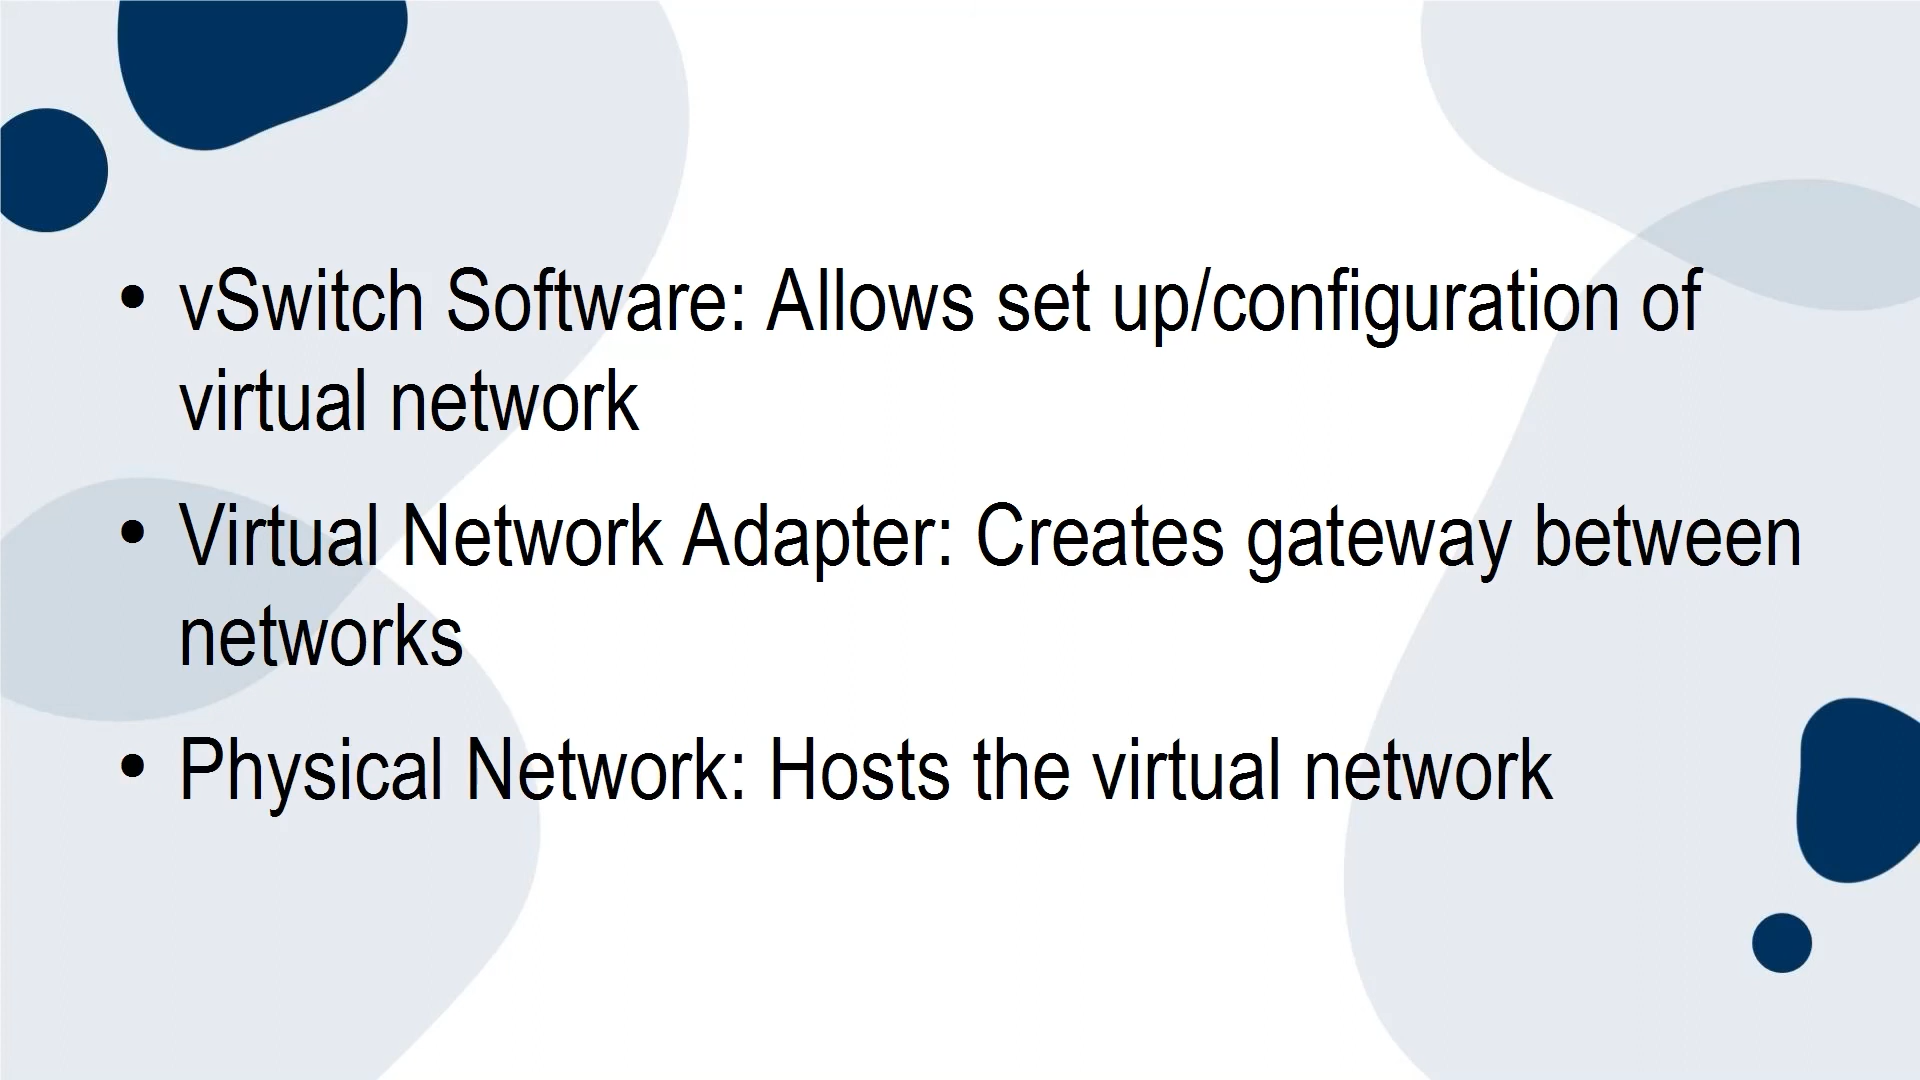 • vSwitch Software: Allows set up/configuration of
virtual network
• Virtual Network Adapter: Creates gateway between
networks
• Physical Network: Hosts the virtual network